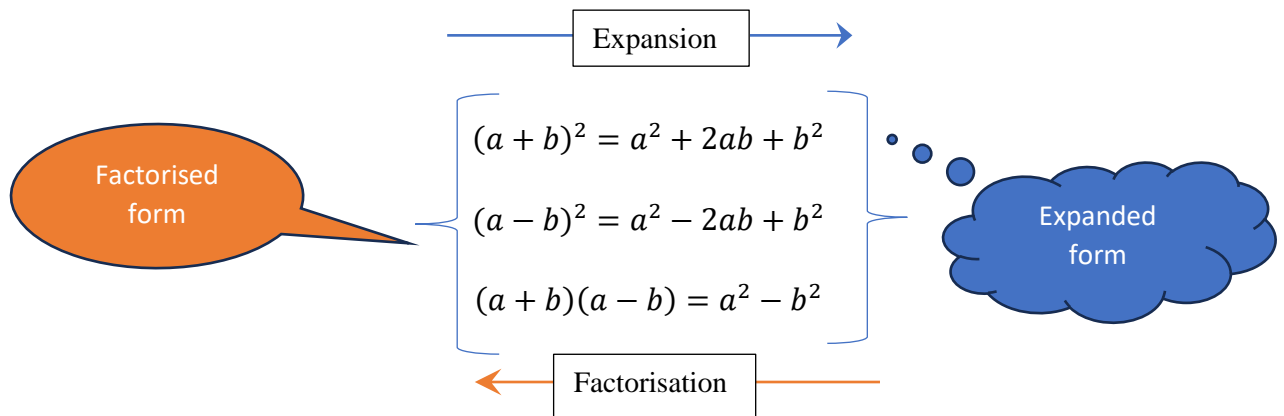 Expansion
(a + b)² = a² + 2ab + b²
Factorised
form
(a − b)² = a² − 2ab + b²
Expanded
form
(a + b)(a − b) = a² − b²
Factorisation